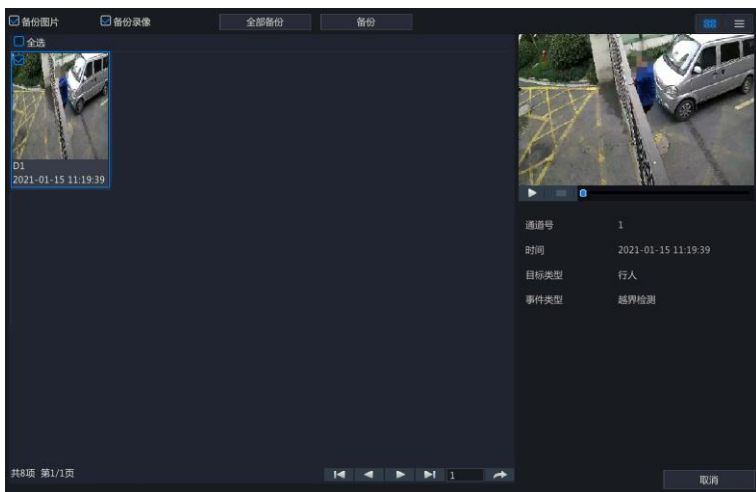 备份图片 备份录像 全部备份 备份
全选
D1
2021-01-15 11:19:39
通道号 1
时间 2021-01-15 11:19:39
目标类型 行人
事件类型 越界检测
共8项 第1/1页 1
取消